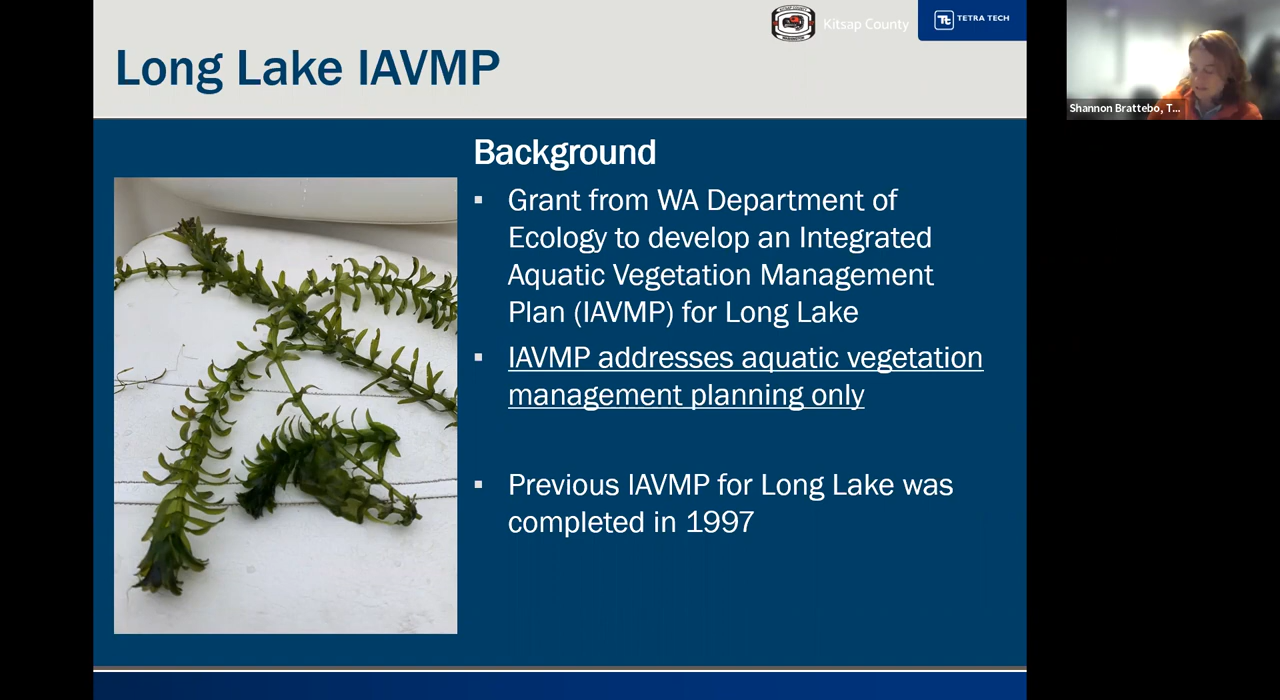 Kitsap County
TETRA TECH
Long Lake IAVMP
Shannon Brattebo, T...
Background
Grant from WA Department of
Ecology to develop an Integrated
Aquatic Vegetation Management
Plan (IAVMP) for Long Lake
IAVMP addresses aquatic vegetation
management planning only
Previous IAVMP for Long Lake was
completed in 1997